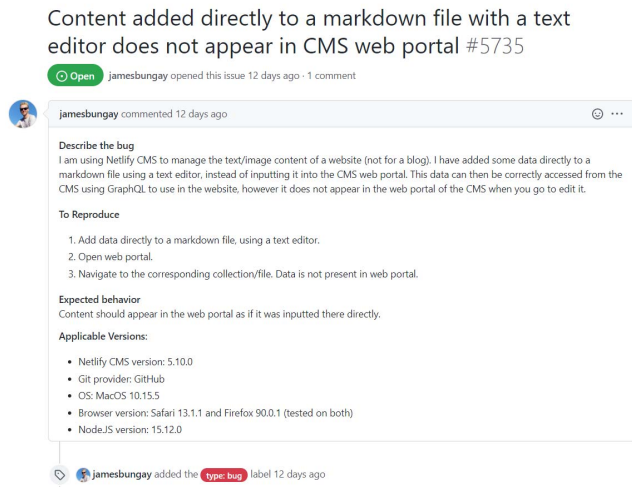 Content added directly to a markdown file with a text
editor does not appear in CMS web portal #5735
Open jamesbungay opened this issue 12 days ago · 1 comment
jamesbungay commented 12 days ago
Describe the bug
I am using Netlify CMS to manage the text/image content of a website (not for a blog). I have added some data directly to a
markdown file using a text editor, instead of inputting it into the CMS web portal. This data can then be correctly accessed from the
CMS using GraphQL to use in the website, however it does not appear in the web portal of the CMS when you go to edit it.
To Reproduce
1. Add data directly to a markdown file, using a text editor.
2. Open web portal.
3. Navigate to the corresponding collection/file. Data is not present in web portal.
Expected behavior
Content should appear in the web portal as if it was inputted there directly.
Applicable Versions:
• Netlify CMS version: 5.10.0
• Git provider: GitHub
• OS: MacOS 10.15.5
• Browser version: Safari 13.1.1 and Firefox 90.0.1 (tested on both)
• NodeJS version: 15.12.0
jamesbungay added the type: bug label 12 days ago